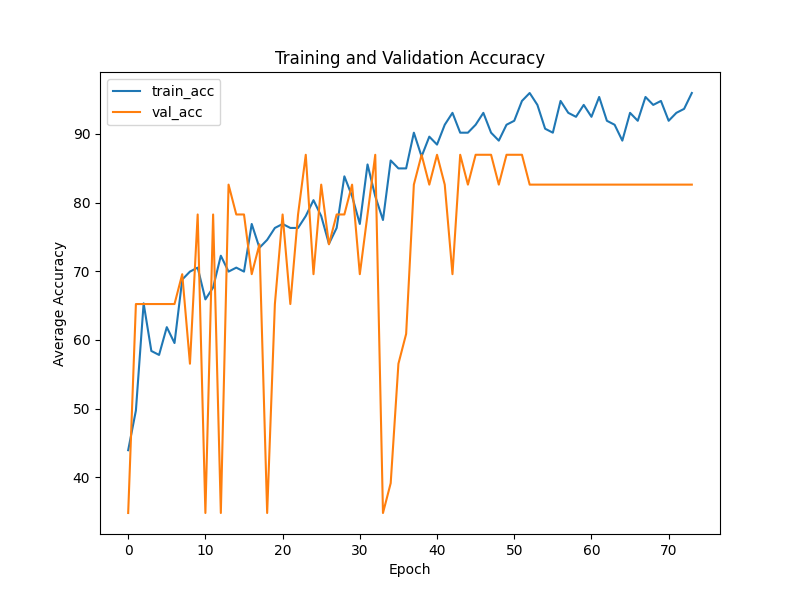 Training and Validation Accuracy
train_acc
val_acc
Average Accuracy
90
80
70
60
50
40
0 10 20 30 40 50 60 70
Epoch